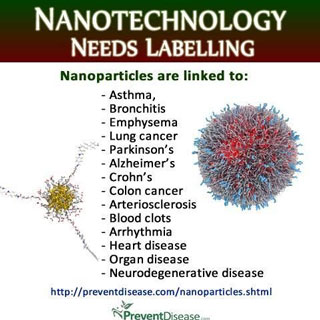 NANOTECHNOLOGY
NEEDS LABELLING
Nanoparticles are linked to:
- Asthma,
- Bronchitis
- Emphysema
- Lung cancer
- Parkinson's
- Alzheimer's
- Crohn's
- Colon cancer
- Arteriosclerosis
- Blood clots
- Arrhythmia
- Heart disease
- Organ disease
- Neurodegenerative disease
http://preventdisease.com/nanoparticles.shtml
PreventDisease.com